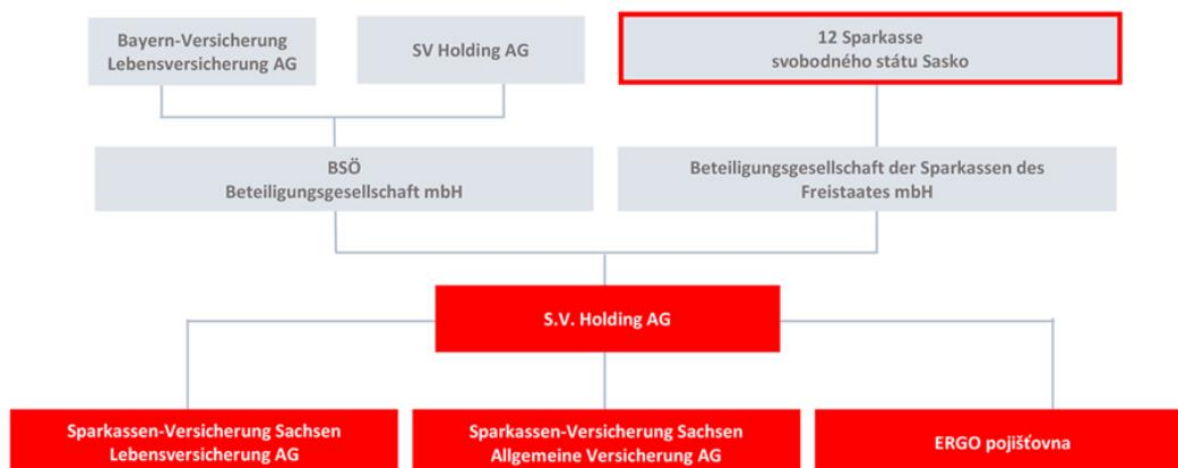 Bayern-Versicherung
Lebensversicherung AG
SV Holding AG
12 Sparkasse
svobodného státu Sasko
BSÖ
Beteiligungsgesellschaft mbH
Beteiligungsgesellschaft der Sparkassen des
Freistaates mbH
S.V. Holding AG
Sparkassen-Versicherung Sachsen
Lebensversicherung AG
Sparkassen-Versicherung Sachsen
Allgemeine Versicherung AG
ERGO pojišťovna